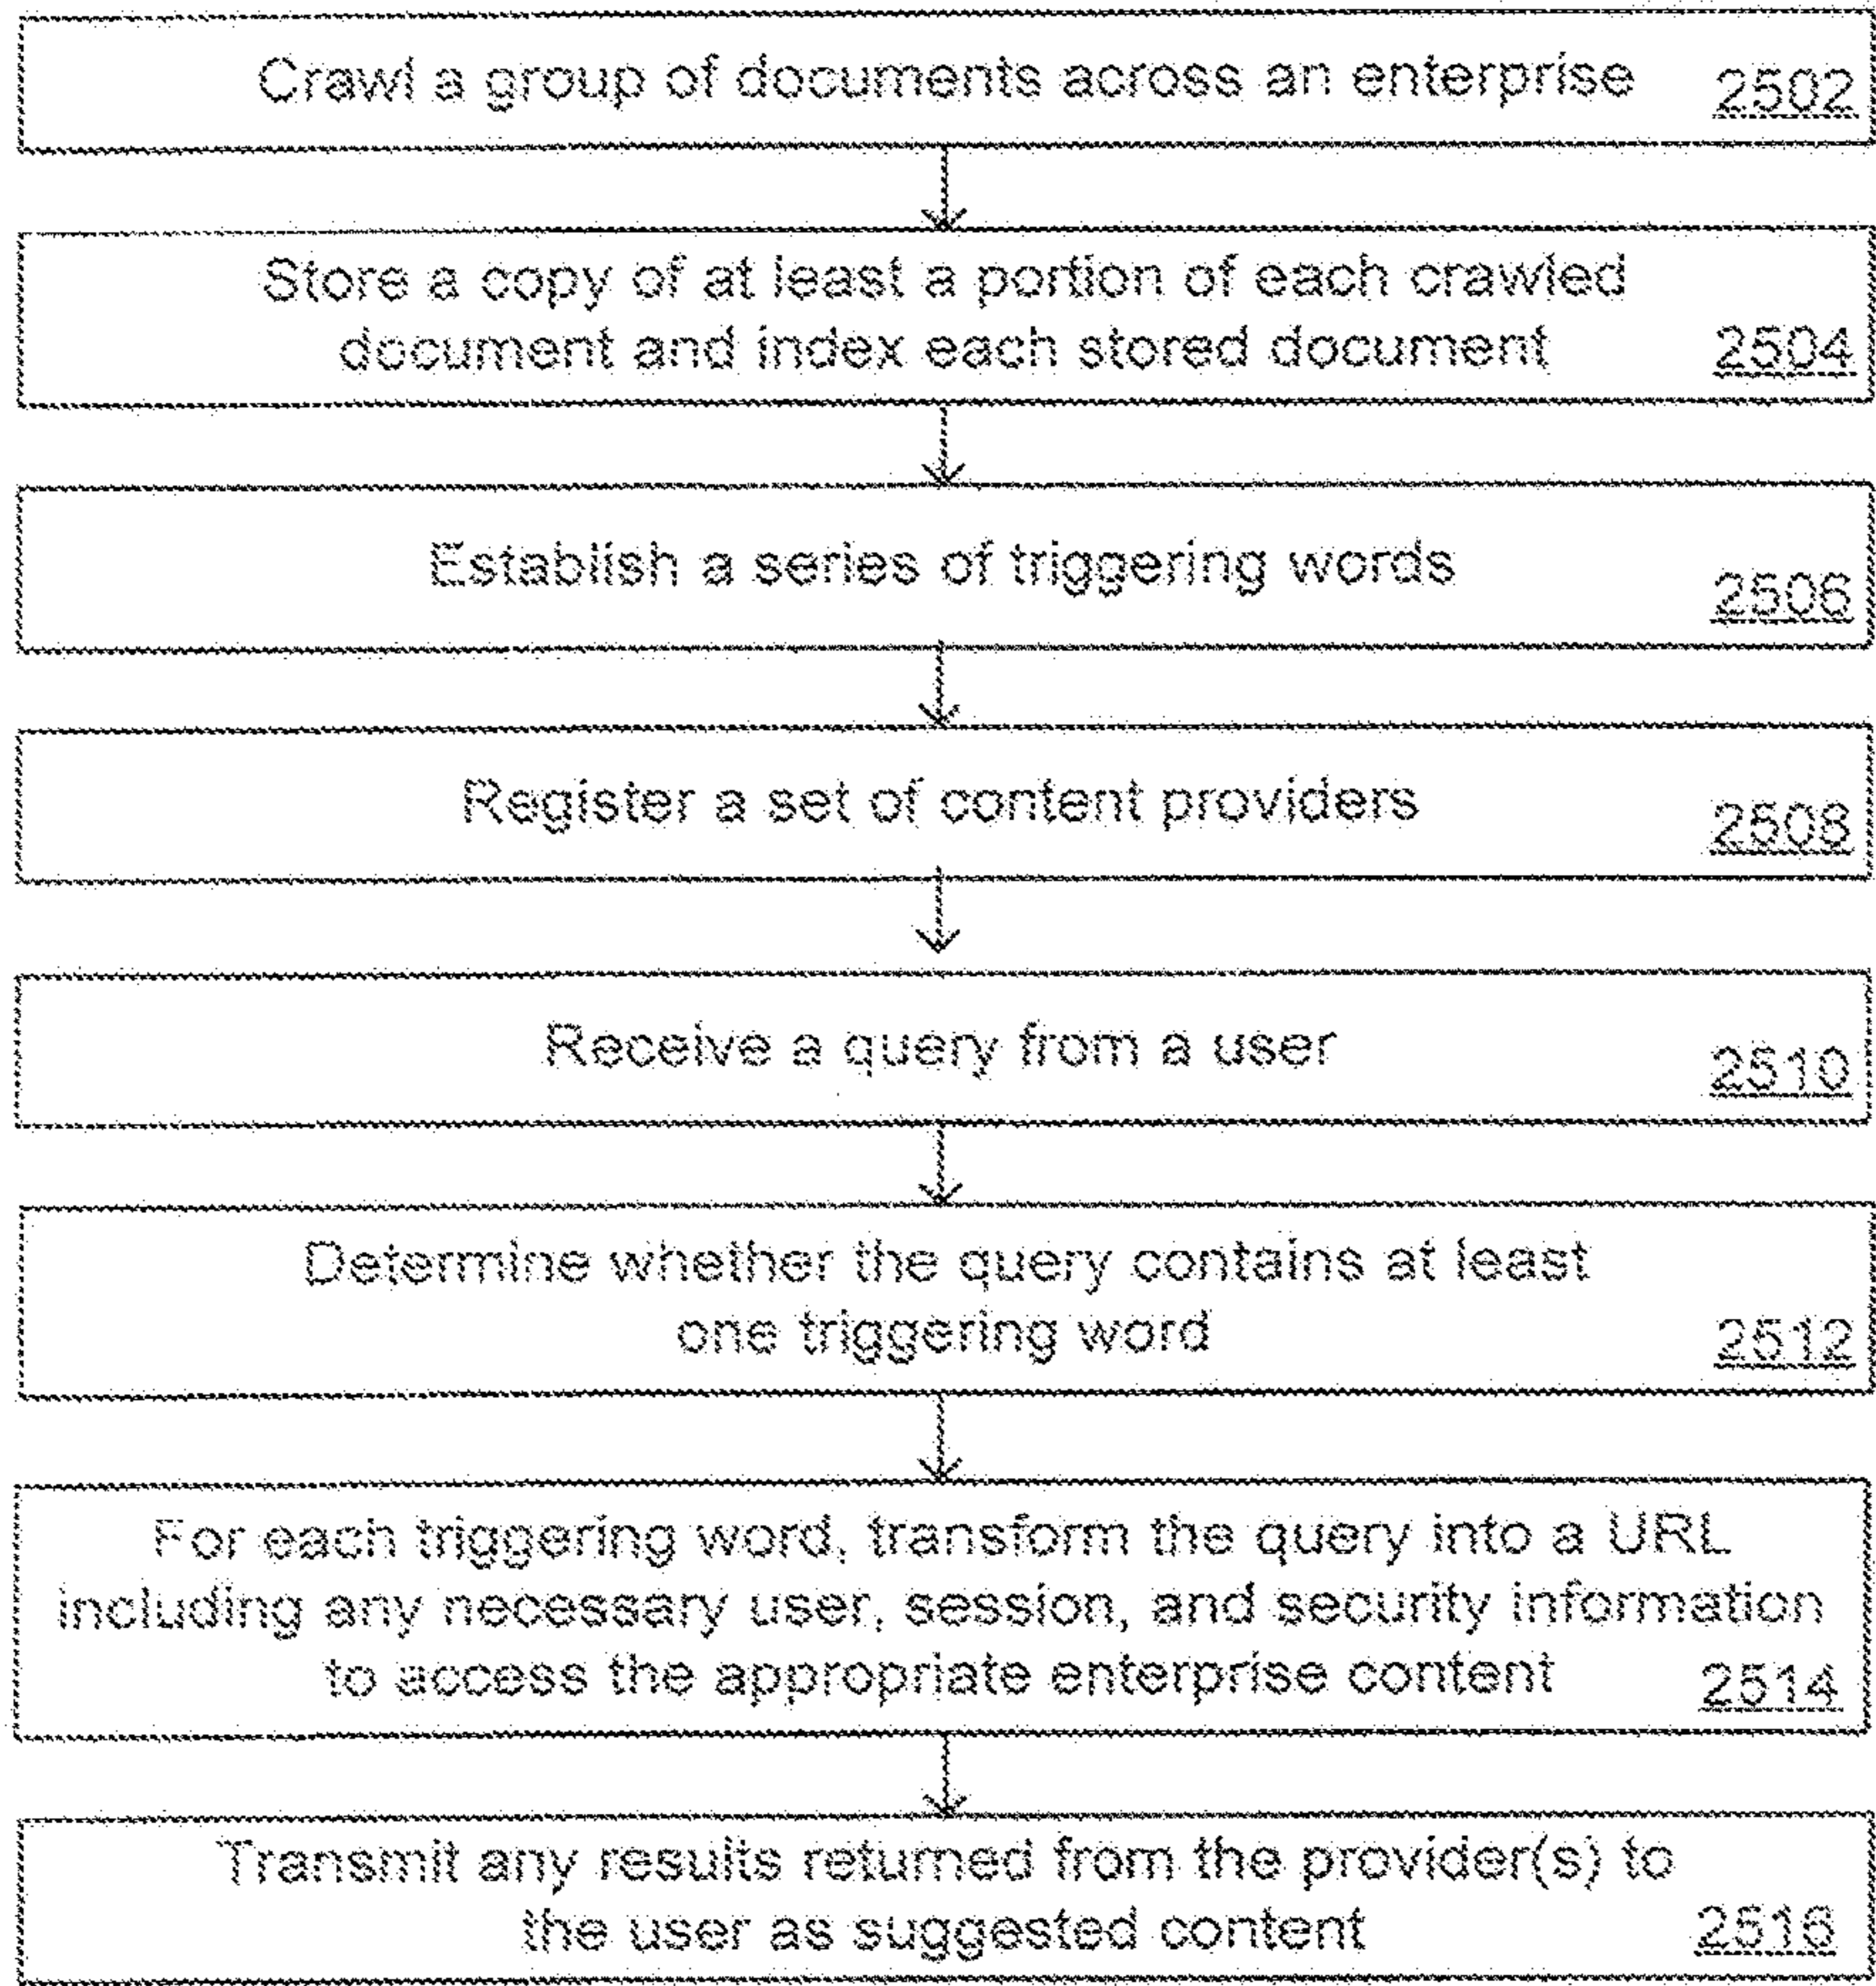 Crawl a group of documents across an enterprise 2502
Store a copy of at least a portion of each crawled
document and index each stored document 2504
Establish a series of triggering words 2506
Register a set of content providers 2508
Receive a query from a user 2510
Determine whether the query contains at least
one triggering word 2512
For each triggering word, transform the query into a URL
including any necessary user, session, and security information
to access the appropriate enterprise content 2514
Transmit any results returned from the provider(s) to
the user as suggested content 2516